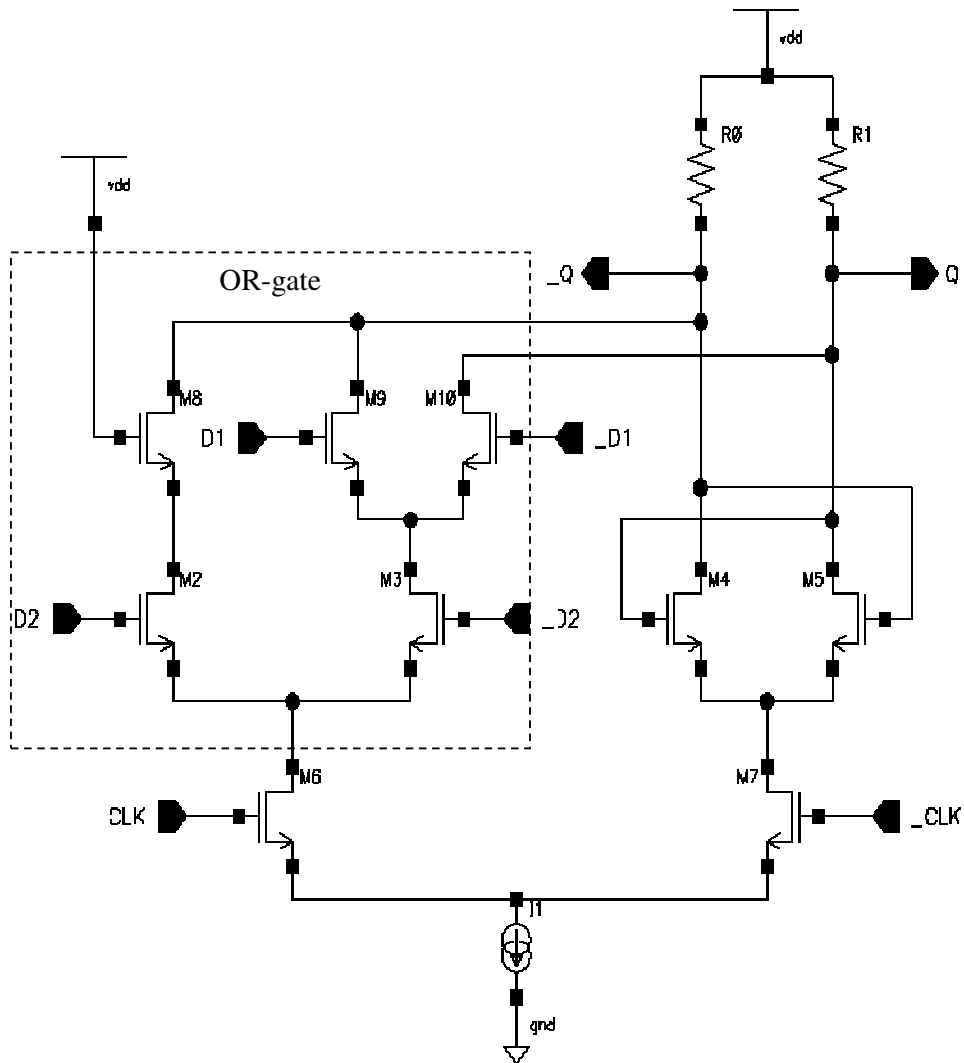 vdd
R0
R1
vdd
_Q
Q
OR-gate
M8
M9
M10
D1
_D1
M2
M3
M4
M5
D2
_D2
M6
M7
CLK
_CLK
I1
gnd